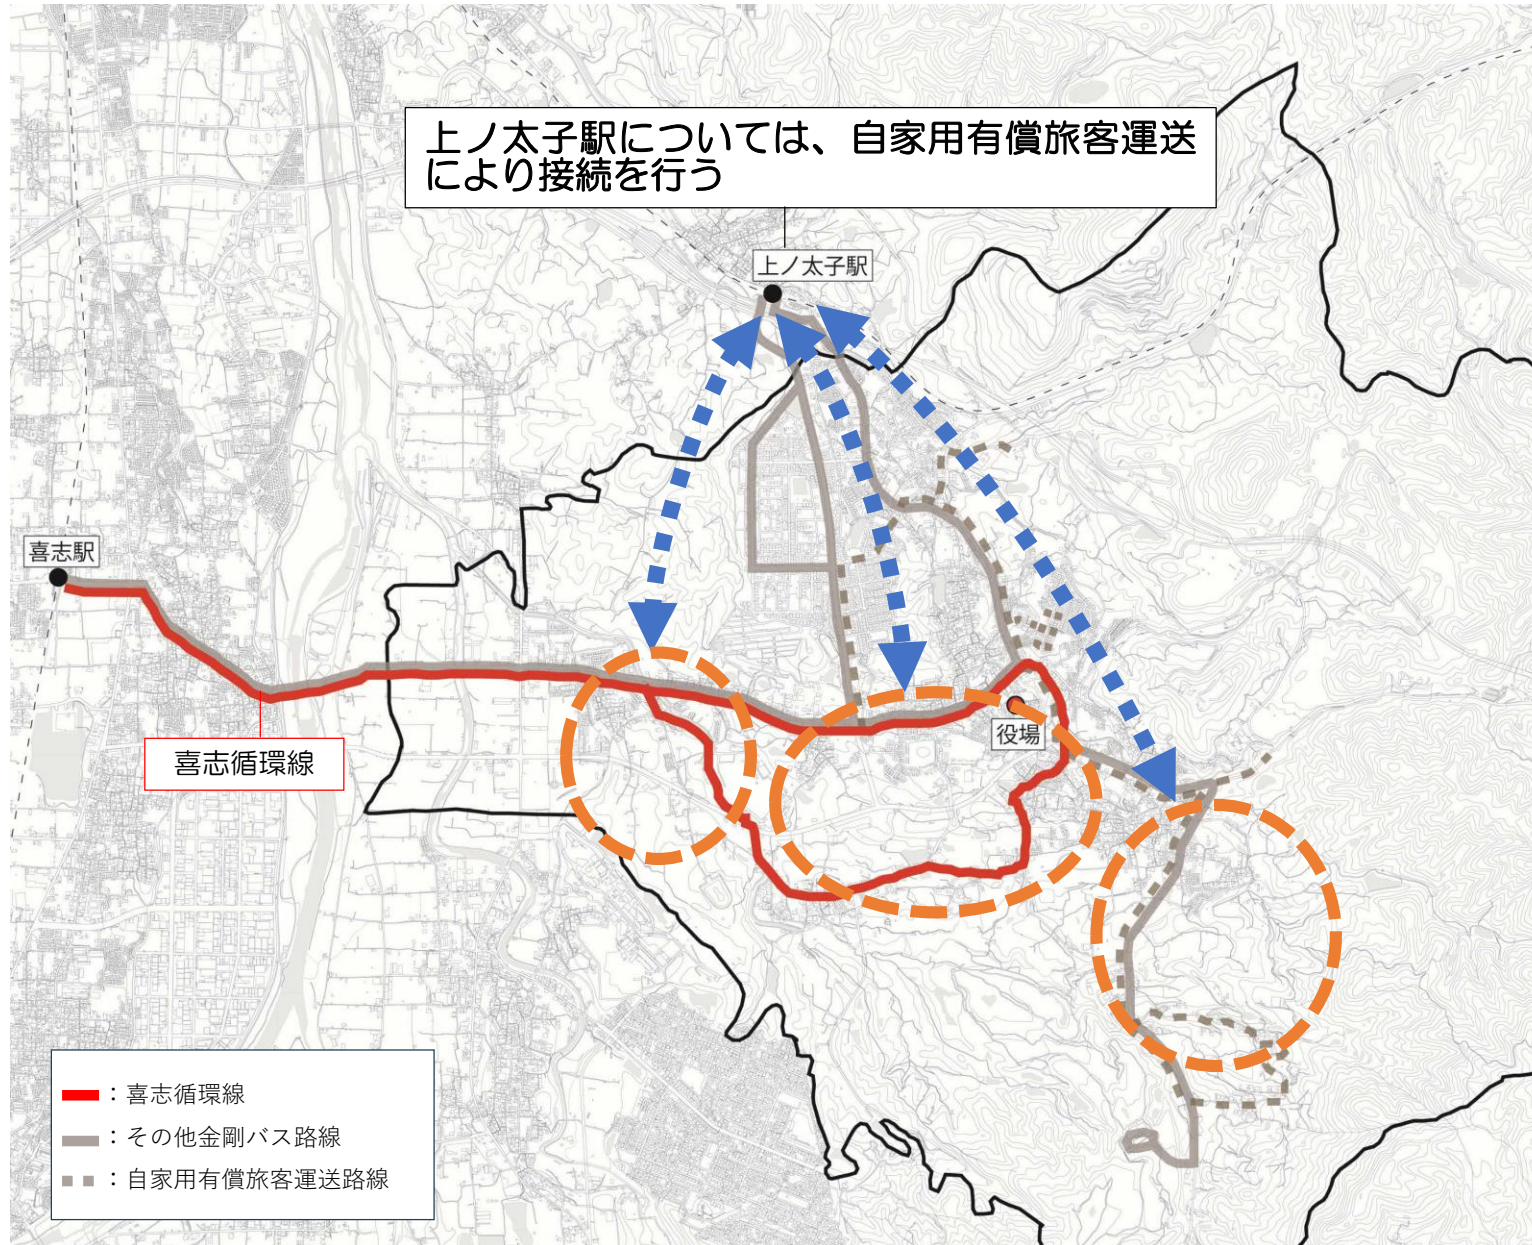 上ノ太子駅については、自家用有償旅客運送
により接続を行う
上ノ太子駅
喜志駅
役場
喜志循環線
：喜志循環線
：その他金剛バス路線
：自家用有償旅客運送路線